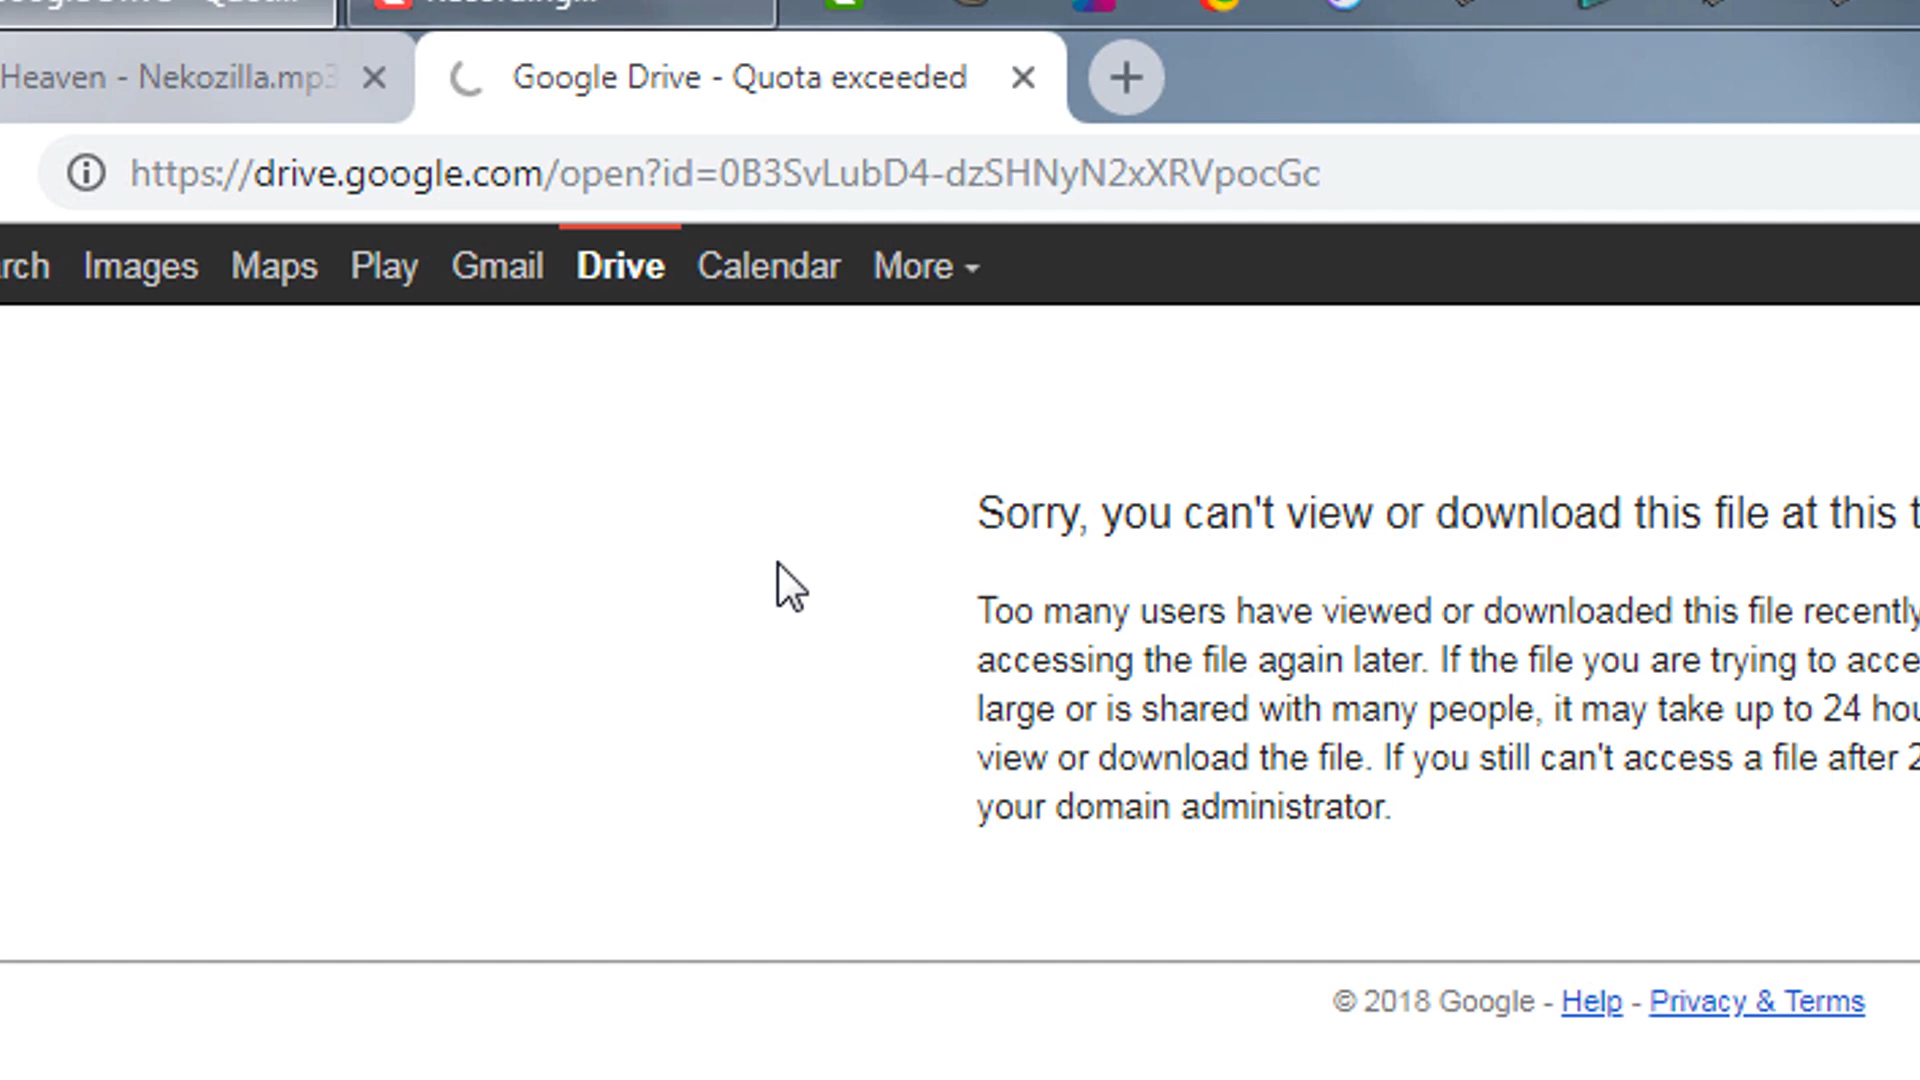 Heaven - Nekozilla.mp3
Google Drive - Quota exceeded
https://drive.google.com/open?id=0B3SvLubD4-dzSHNyN2xXRVpocGc
rch Images Maps Play Gmail Drive Calendar More
Sorry, you can't view or download this file at this t
Too many users have viewed or downloaded this file recently
accessing the file again later. If the file you are trying to acce
large or is shared with many people, it may take up to 24 hou
view or download the file. If you still can't access a file after 2
your domain administrator.
© 2018 Google - Help - Privacy & Terms